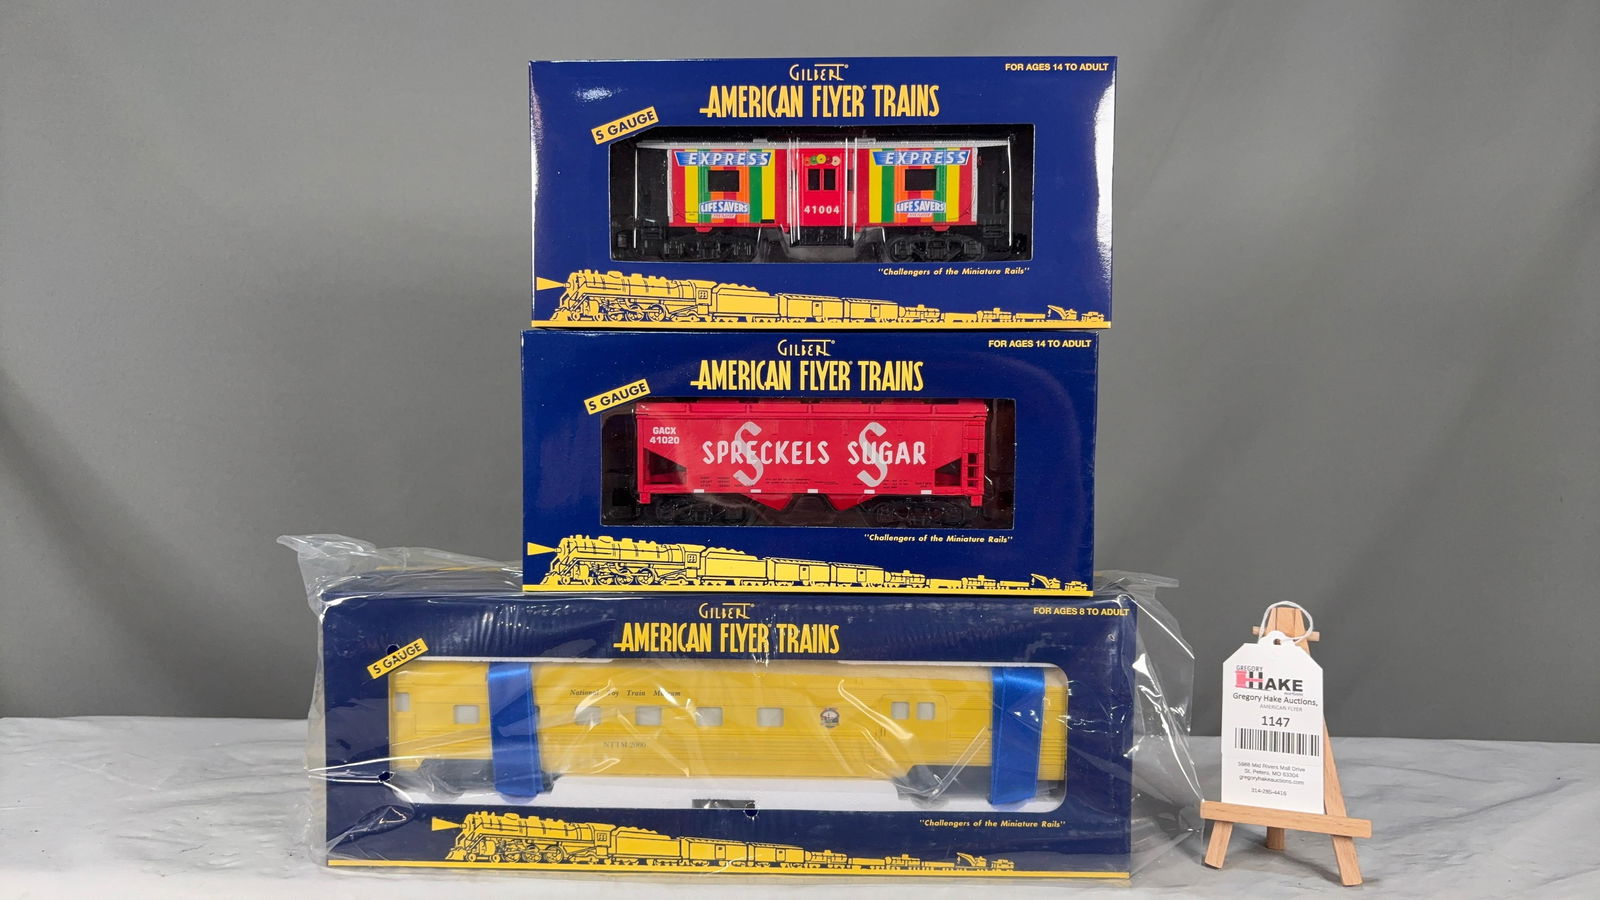 GILBERT®
FOR AGES 14 TO ADULT
AMERICAN FLYER® TRAINS
S GAUGE
EXPRESS EXPRESS
LIFE SAVERS 41004 LIFE SAVERS
"Challengers of the Miniature Rails"
GILBERT®
FOR AGES 14 TO ADULT
AMERICAN FLYER® TRAINS
S GAUGE
GACX
41020
SPRECKELS SUGAR
S S
"Challengers of the Miniature Rails"
GILBERT®
FOR AGES 8 TO ADULT
AMERICAN FLYER® TRAINS
S GAUGE
National Toy Train Museum
NTTM 2000
"Challengers of the Miniature Rails"
GREGORY
HAKE
Gregory Hake Auctions,
AMERICAN FLYER
1147
5988 Mid Rivers Mall Drive
St. Peters, MO 63304
gregoryhakeauctions.com
314-285-4416